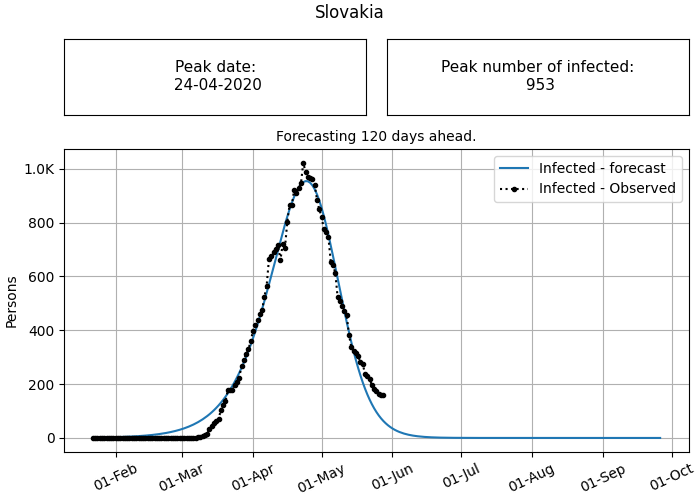 Slovakia
Peak date:
24-04-2020
Peak number of infected:
953
Forecasting 120 days ahead.
Persons
1.0K
800
600
400
200
0
Infected - forecast
Infected - Observed
01-Feb
01-Mar
01-Apr
01-May
01-Jun
01-Jul
01-Aug
01-Sep
01-Oct